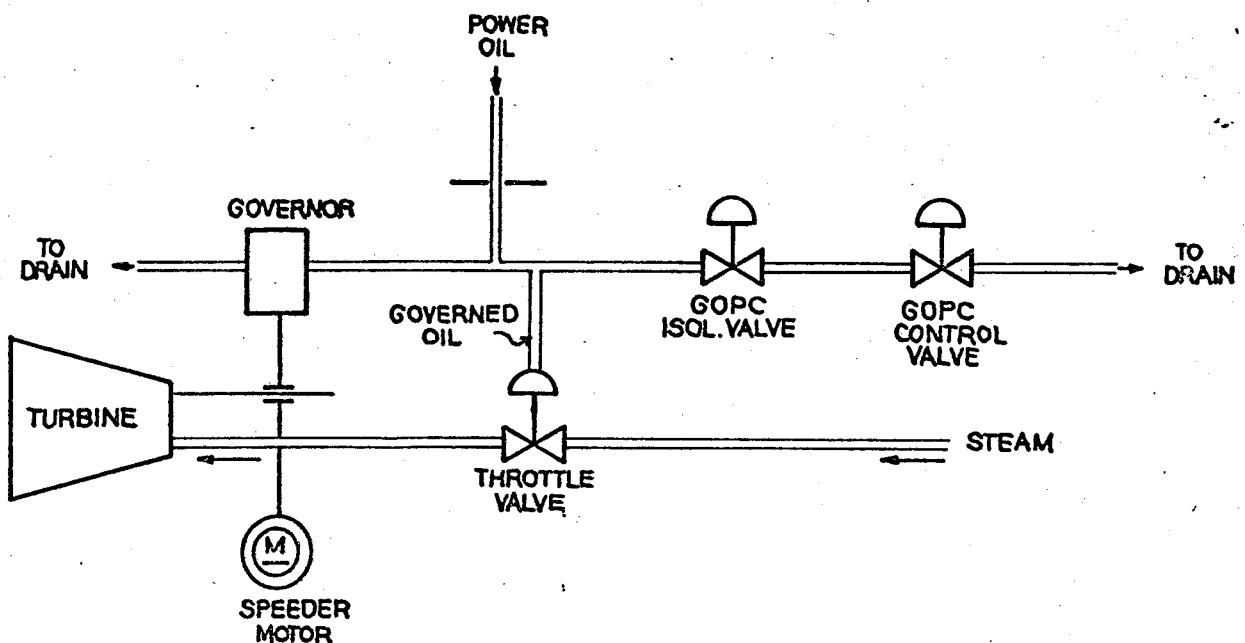 POWER
OIL
GOVERNOR
TO
DRAIN
GOVERNED
OIL
GOPC
ISOL. VALVE
GOPC
CONTROL
VALVE
TO
DRAIN
TURBINE
THROTTLE
VALVE
STEAM
M
SPEEDER
MOTOR